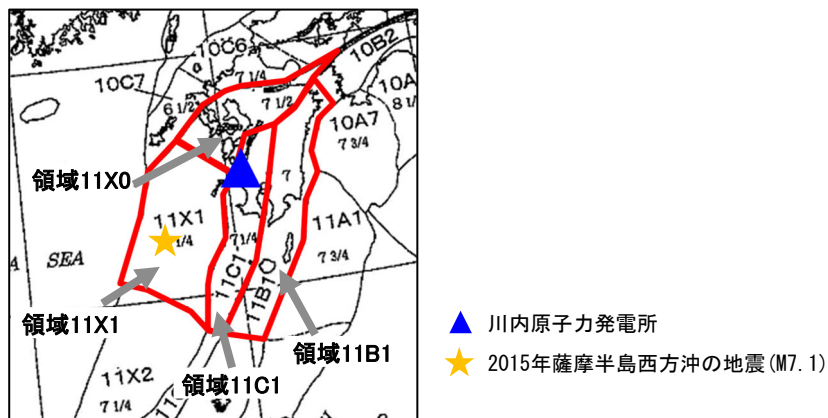 10C6
10B2
7 1/4
10C7
10A
6 1/2
7 1/2
8 1/
10A7
7 3/4
領域11X0
7
11X1
11A1
1/4
7 1/4
7 3/4
SEA
11C1
11B1
領域11X1
領域11B1
11X2
領域11C1
7 1/4
11
川内原子力発電所
2015年薩摩半島西方沖の地震(M7.1)